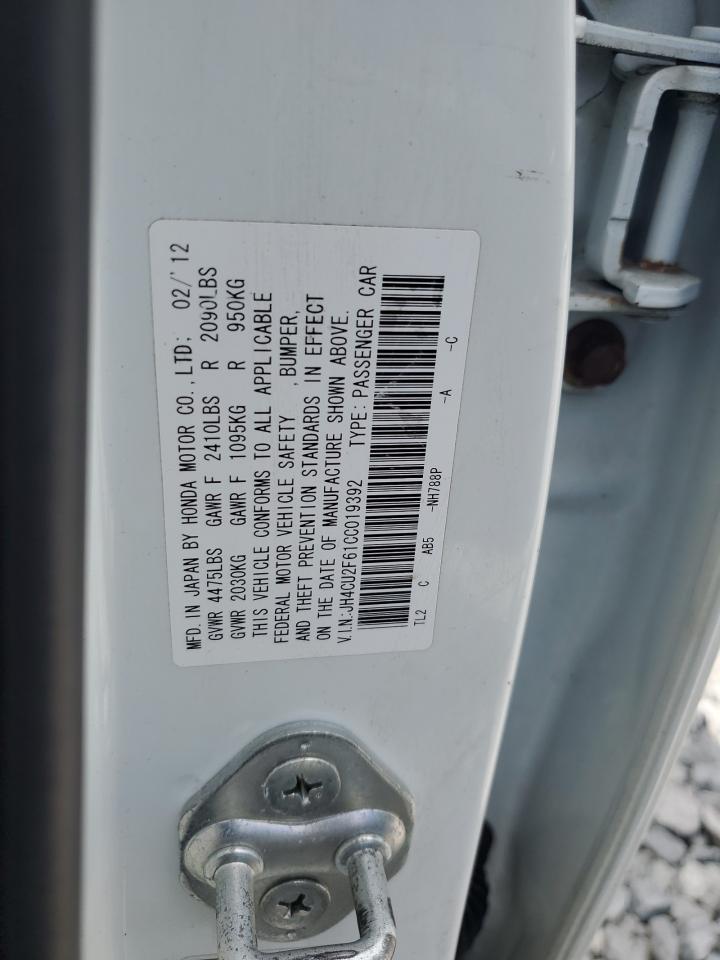 MFD. IN JAPAN BY HONDA MOTOR CO., LTD; 02/'12
GVWR 4475LBS GAWR F 2410LBS R 2090LBS
GVWR 2030KG GAWR F 1095KG R 950KG
THIS VEHICLE CONFORMS TO ALL APPLICABLE
FEDERAL MOTOR VEHICLE SAFETY ,BUMPER,
AND THEFT PREVENTION STANDARDS IN EFFECT
ON THE DATE OF MANUFACTURE SHOWN ABOVE.
V.I.N.:JH4CU2F61CC019392 TYPE: PASSENGER CAR
TL2 C AB5 -NH788P -A -C